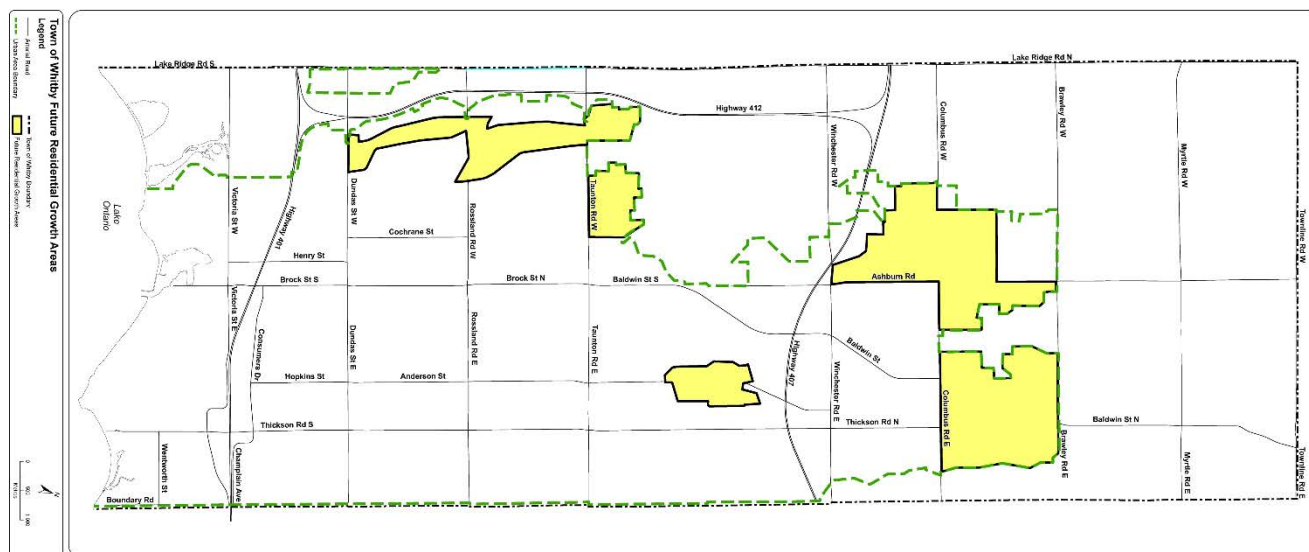 Town of Whitby Future Residential Growth Areas
Legend
Arterial Road
Urban Area Boundary
Town of Whitby Boundary
Future Residential Growth Areas
Lake Ridge Rd S
Lake Ridge Rd N
Highway 412
Victoria St W
Highway 401
Dundas St W
Rossland Rd W
Taunton Rd W
Winchester Rd W
Columbus Rd W
Brawley Rd W
Myrtle Rd W
Townline Rd W
Lake
Ontario
Cochrane St
Henry St
Brock St S
Brock St N
Baldwin St S
Ashburn Rd
Victoria St E
Consumers Dr
Dundas St E
Rossland Rd E
Taunton Rd E
Highway 407
Baldwin St
Winchester Rd E
Columbus Rd E
Brawley Rd E
Baldwin St N
Myrtle Rd E
Townline Rd E
Hopkins St
Anderson St
Thickson Rd S
Thickson Rd N
Wentworth St
Champlain Ave
Boundary Rd
N
0